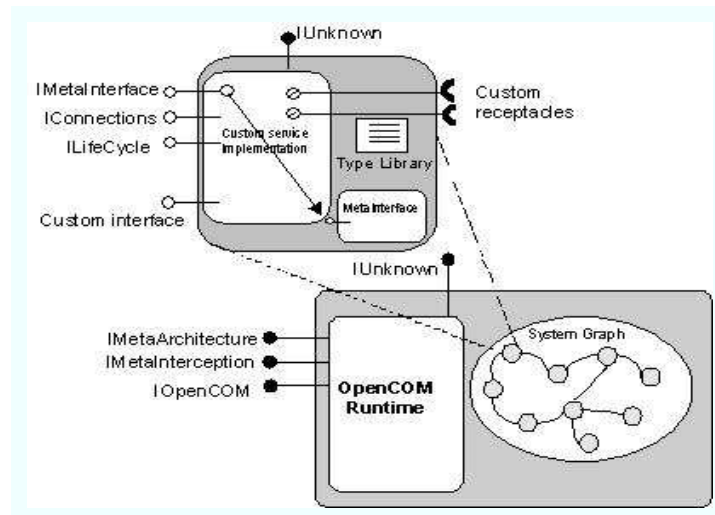 IUnknown
IMetaInterface
IConnections
ILifeCycle
Custom interface
Custom service
Implementation
Type Library
MetaInterface
Custom
receptacles
IUnknown
IMetaArchitecture
IMetaInterception
IOpenCOM
OpenCOM
Runtime
System Graph